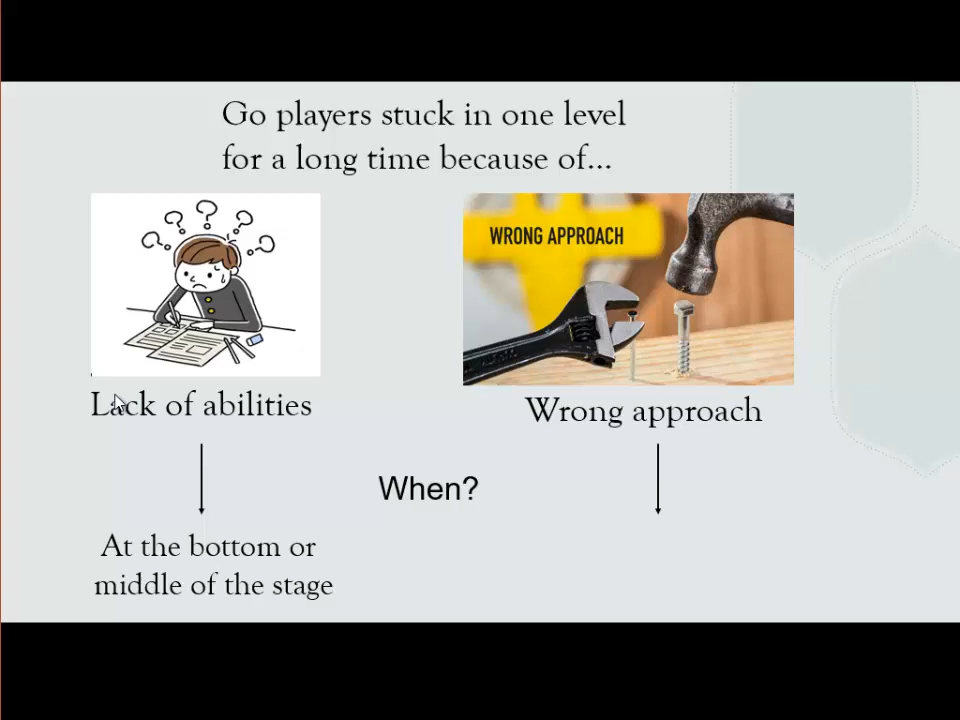 Go players stuck in one level
for a long time because of...
WRONG APPROACH
Lack of abilities
Wrong approach
When?
At the bottom or
middle of the stage